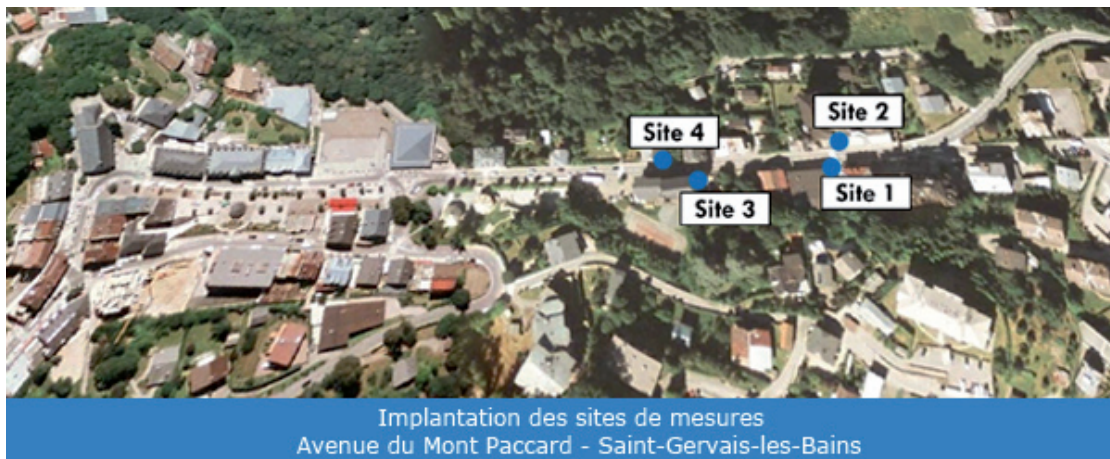 Site 2
Site 4
Site 1
Site 3
Implantation des sites de mesures
Avenue du Mont Paccard - Saint-Gervais-les-Bains